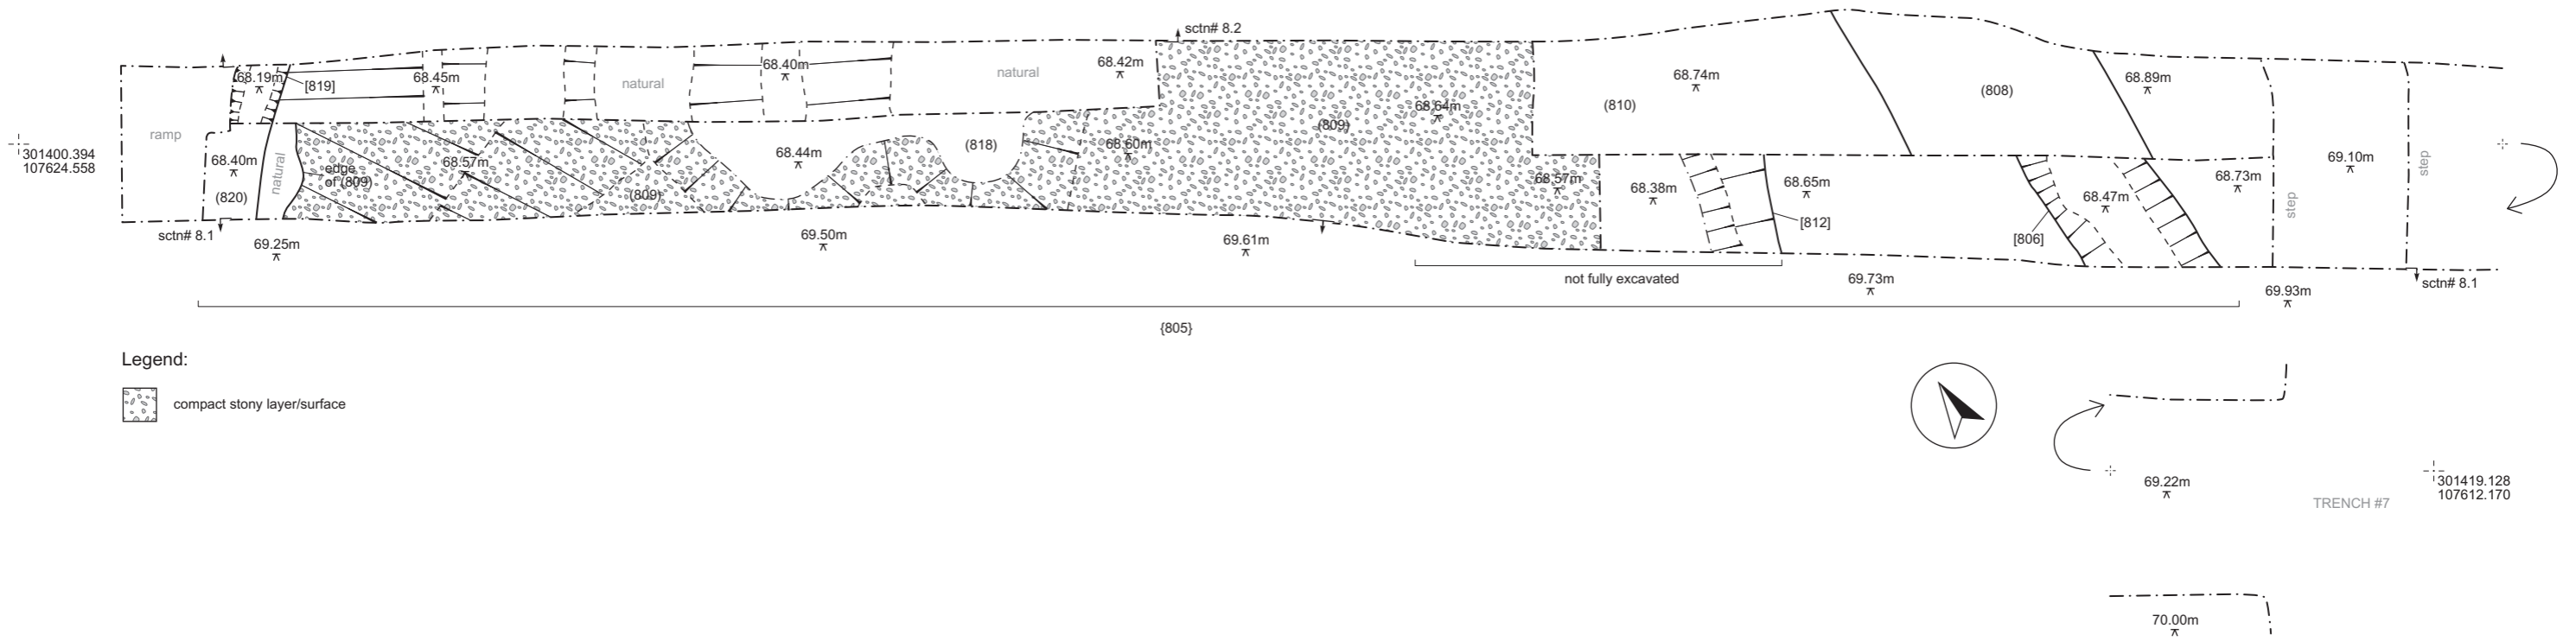 sctn# 8.2
68.19m
[819]
68.45m
natural
68.40m
natural
68.42m
68.74m
(810)
(808)
68.89m
ramp
301400.394
107624.558
68.40m
(820)
natural
edge
of (809)
68.57m
(809)
68.44m
(818)
68.60m
(809)
68.64m
68.57m
68.38m
68.65m
[812]
[806]
68.47m
68.73m
step
69.10m
step
sctn# 8.1
69.25m
69.50m
69.61m
not fully excavated
69.73m
69.93m
sctn# 8.1
{805}
Legend:
compact stony layer/surface
69.22m
TRENCH #7
301419.128
107612.170
70.00m